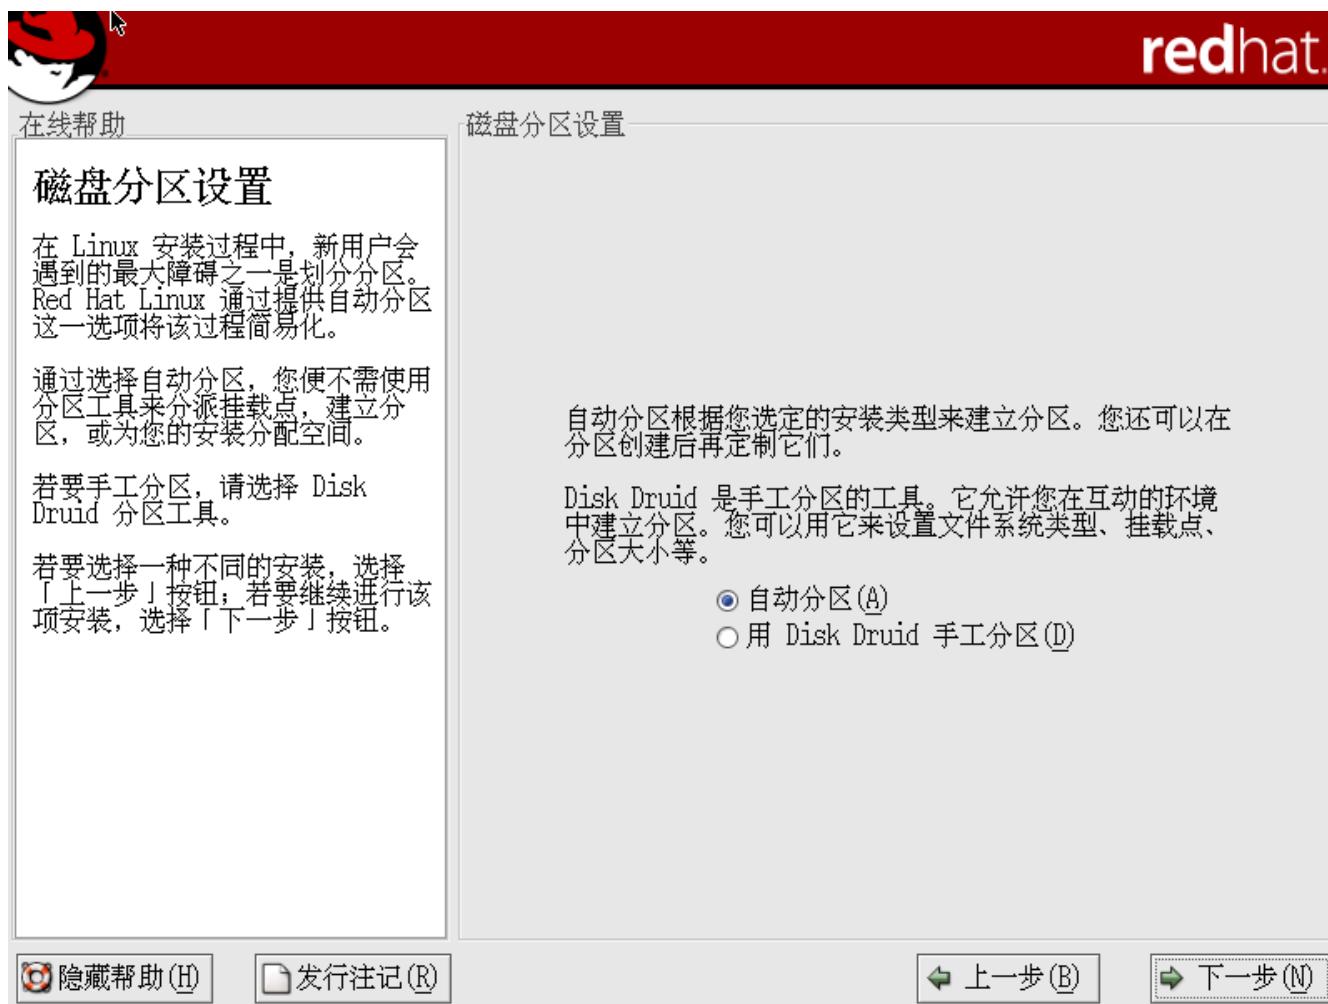 redhat.
在线帮助
磁盘分区设置
在 Linux 安装过程中，新用户会
遇到的最大障碍之一是划分分区。
Red Hat Linux 通过提供自动分区
这一选项将该过程简易化。
通过选择自动分区，您便不需使用
分区工具来分派挂载点，建立分
区，或为您的安装分配空间。
若要手工分区，请选择 Disk
Druid 分区工具。
若要选择一种不同的安装，选择
「上一步」按钮；若要继续进行该
项安装，选择「下一步」按钮。
磁盘分区设置
自动分区根据您选定的安装类型来建立分区。您还可以在
分区创建后再定制它们。
Disk Druid 是手工分区的工具。它允许您在互动的环境
中建立分区。您可以用它来设置文件系统类型、挂载点、
分区大小等。
自动分区(A)
用 Disk Druid 手工分区(D)
隐藏帮助(H)
发行注记(R)
上一步(B)
下一步(N)